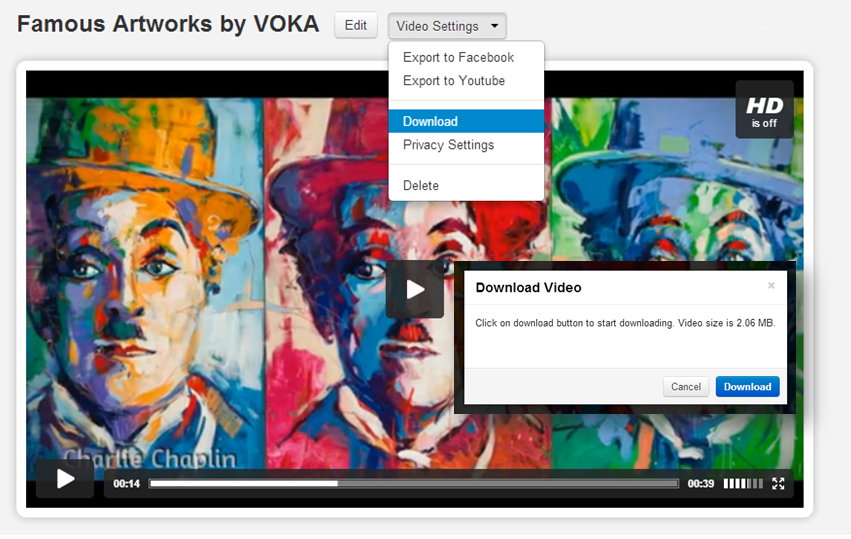 Famous Artworks by VOKA
Edit
Video Settings
Export to Facebook
Export to Youtube
Download
Privacy Settings
Delete
HD
is off
Download Video
×
Click on download button to start downloading. Video size is 2.06 MB.
Cancel
Download
Charlie Chaplin
00:14
00:39